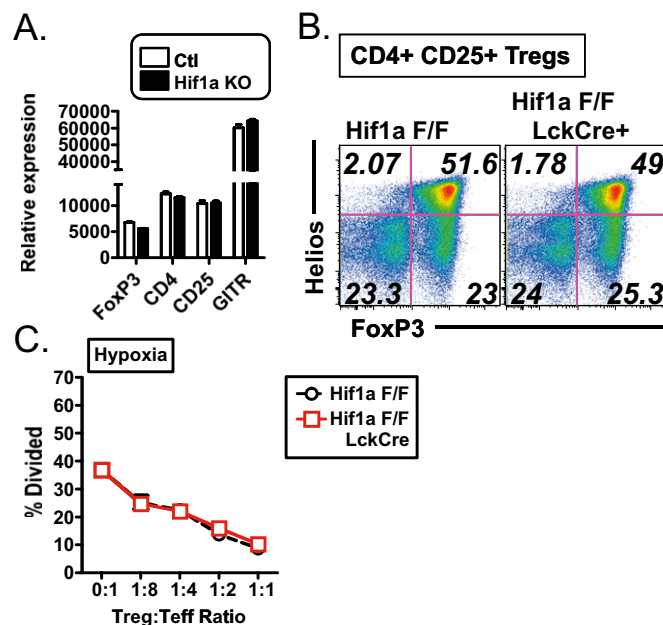 A.
Ctl
Hif1a KO
Relative expression
70000
60000
50000
40000
10000
5000
0
FoxP3
CD4
CD25
GITR
B.
CD4+ CD25+ Tregs
Hif1a F/F
Hif1a F/F
LckCre+
Helios
2.07
51.6
23.3
23
1.78
49
24
25.3
FoxP3
C.
Hypoxia
% Divided
70
60
50
40
30
20
10
0
0:1
1:8
1:4
1:2
1:1
Treg:Teff Ratio
Hif1a F/F
Hif1a F/F
LckCre